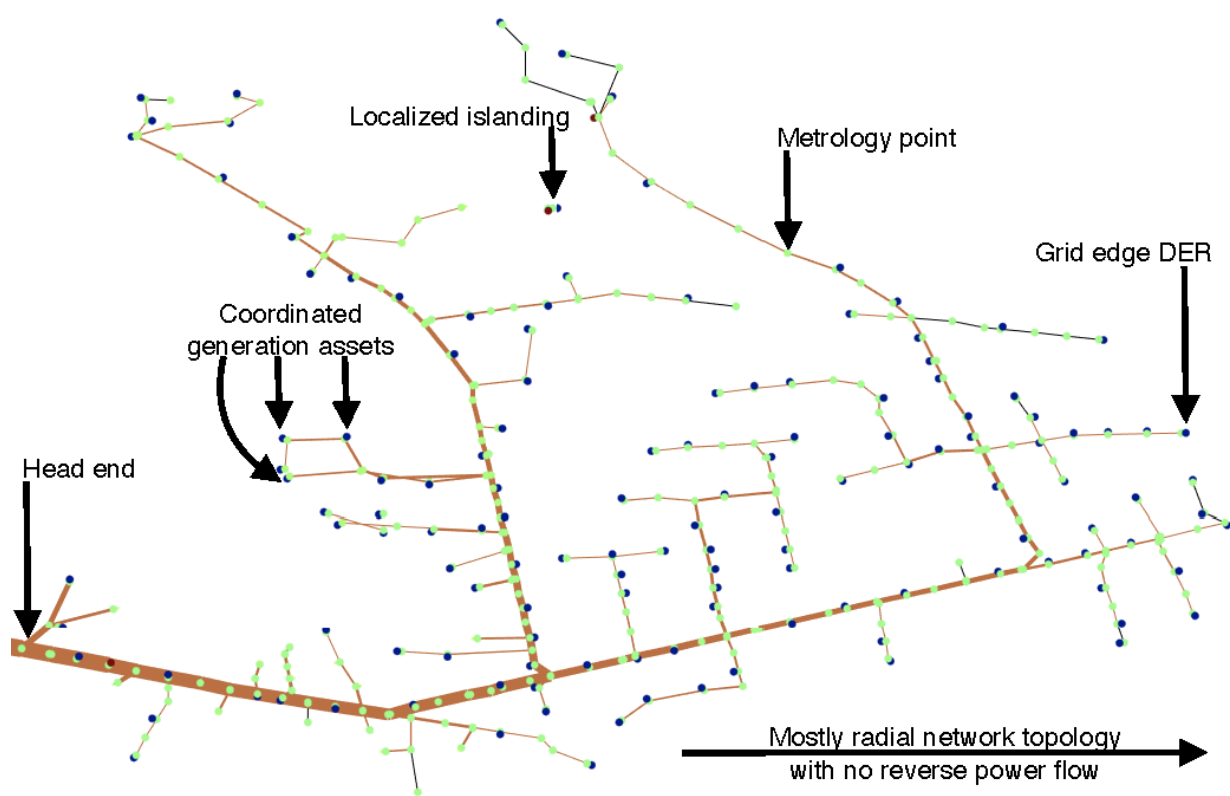 Localized islanding
Metrology point
Grid edge DER
Coordinated
generation assets
Head end
Mostly radial network topology
with no reverse power flow